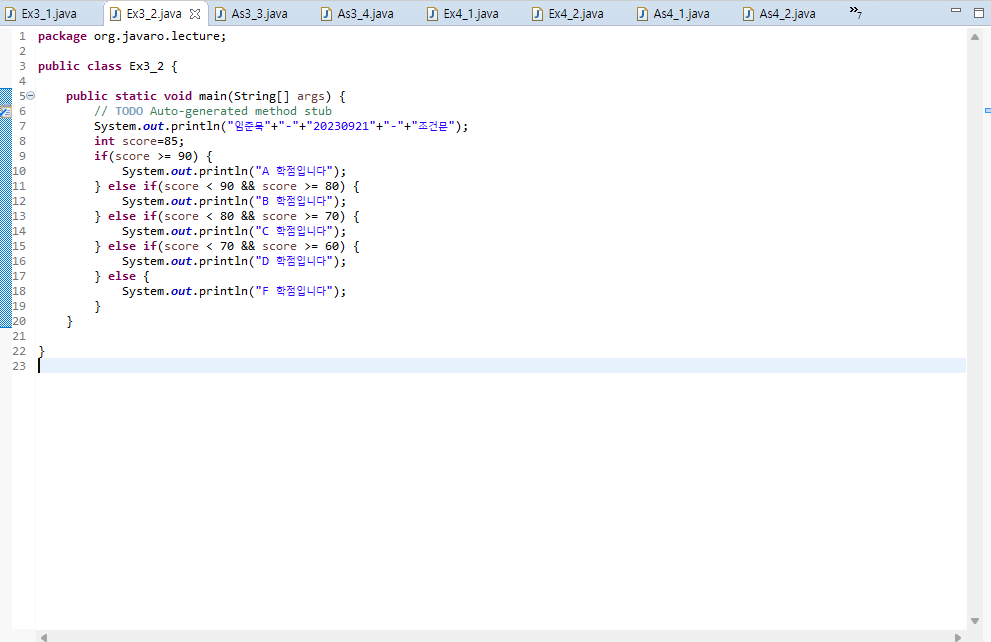 Ex3_1.java Ex3_2.java As3_3.java As3_4.java Ex4_1.java Ex4_2.java As4_1.java As4_2.java »7
1 package org.javaro.lecture;
2
3 public class Ex3_2 {
4
5 public static void main(String[] args) {
6 // TODO Auto-generated method stub
7 System.out.println("임준묵"+"-"+"20230921"+"-"+"조건문");
8 int score=85;
9 if(score >= 90) {
10 System.out.println("A 학점입니다");
11 } else if(score < 90 && score >= 80) {
12 System.out.println("B 학점입니다");
13 } else if(score < 80 && score >= 70) {
14 System.out.println("C 학점입니다");
15 } else if(score < 70 && score >= 60) {
16 System.out.println("D 학점입니다");
17 } else {
18 System.out.println("F 학점입니다");
19 }
20 }
21
22 }
23